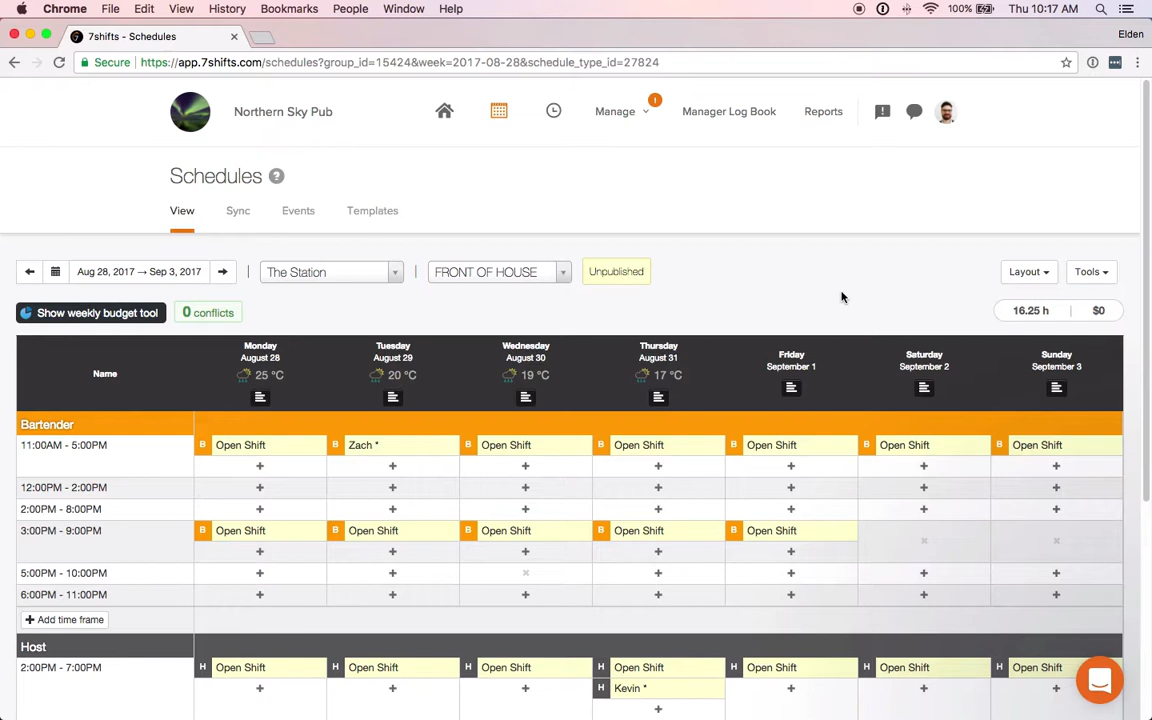 Chrome File Edit View History Bookmarks People Window Help 100% Thu 10:17 AM
7shifts - Schedules Elden
Secure https://app.7shifts.com/schedules?group_id=15424&week=2017-08-28&schedule_type_id=27824
Northern Sky Pub Manage ! Manager Log Book Reports
Schedules ?
View Sync Events Templates
Aug 28, 2017 → Sep 3, 2017 | The Station | FRONT OF HOUSE Unpublished Layout Tools
Show weekly budget tool 0 conflicts 16.25 h | $0
Name
Monday Tuesday Wednesday Thursday Friday Saturday Sunday
August 28 August 29 August 30 August 31 September 1 September 2 September 3
25 °C 20 °C 19 °C 17 °C
Bartender
11:00AM - 5:00PM B Open Shift B Zach * B Open Shift B Open Shift B Open Shift B Open Shift B Open Shift
+ + + + + + +
12:00PM - 2:00PM + + + + + + +
2:00PM - 8:00PM + + + + + + +
3:00PM - 9:00PM B Open Shift B Open Shift B Open Shift B Open Shift B Open Shift × ×
+ + + + +
5:00PM - 10:00PM + + × + + + +
6:00PM - 11:00PM + + + + + + +
+ Add time frame
Host
2:00PM - 7:00PM H Open Shift H Open Shift H Open Shift H Open Shift H Open Shift H Open Shift H Open Shift
+ + + H Kevin * + + +
+